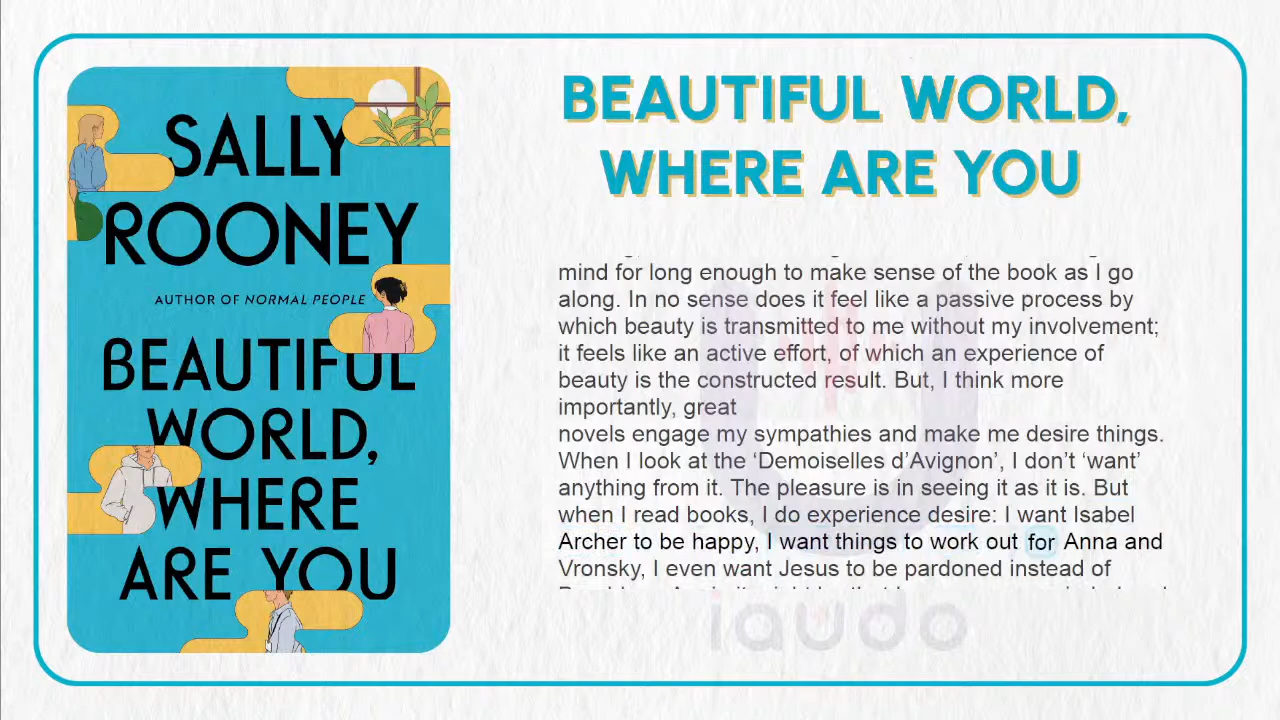 SALLY
ROONEY
AUTHOR OF NORMAL PEOPLE
BEAUTIFUL
WORLD,
WHERE
ARE YOU
BEAUTIFUL WORLD,
WHERE ARE YOU
mind for long enough to make sense of the book as I go
along. In no sense does it feel like a passive process by
which beauty is transmitted to me without my involvement;
it feels like an active effort, of which an experience of
beauty is the constructed result. But, I think more
importantly, great
novels engage my sympathies and make me desire things.
When I look at the ‘Demoiselles d’Avignon’, I don’t ‘want’
anything from it. The pleasure is in seeing it as it is. But
when I read books, I do experience desire: I want Isabel
Archer to be happy, I want things to work out for Anna and
Vronsky, I even want Jesus to be pardoned instead of
iaudo